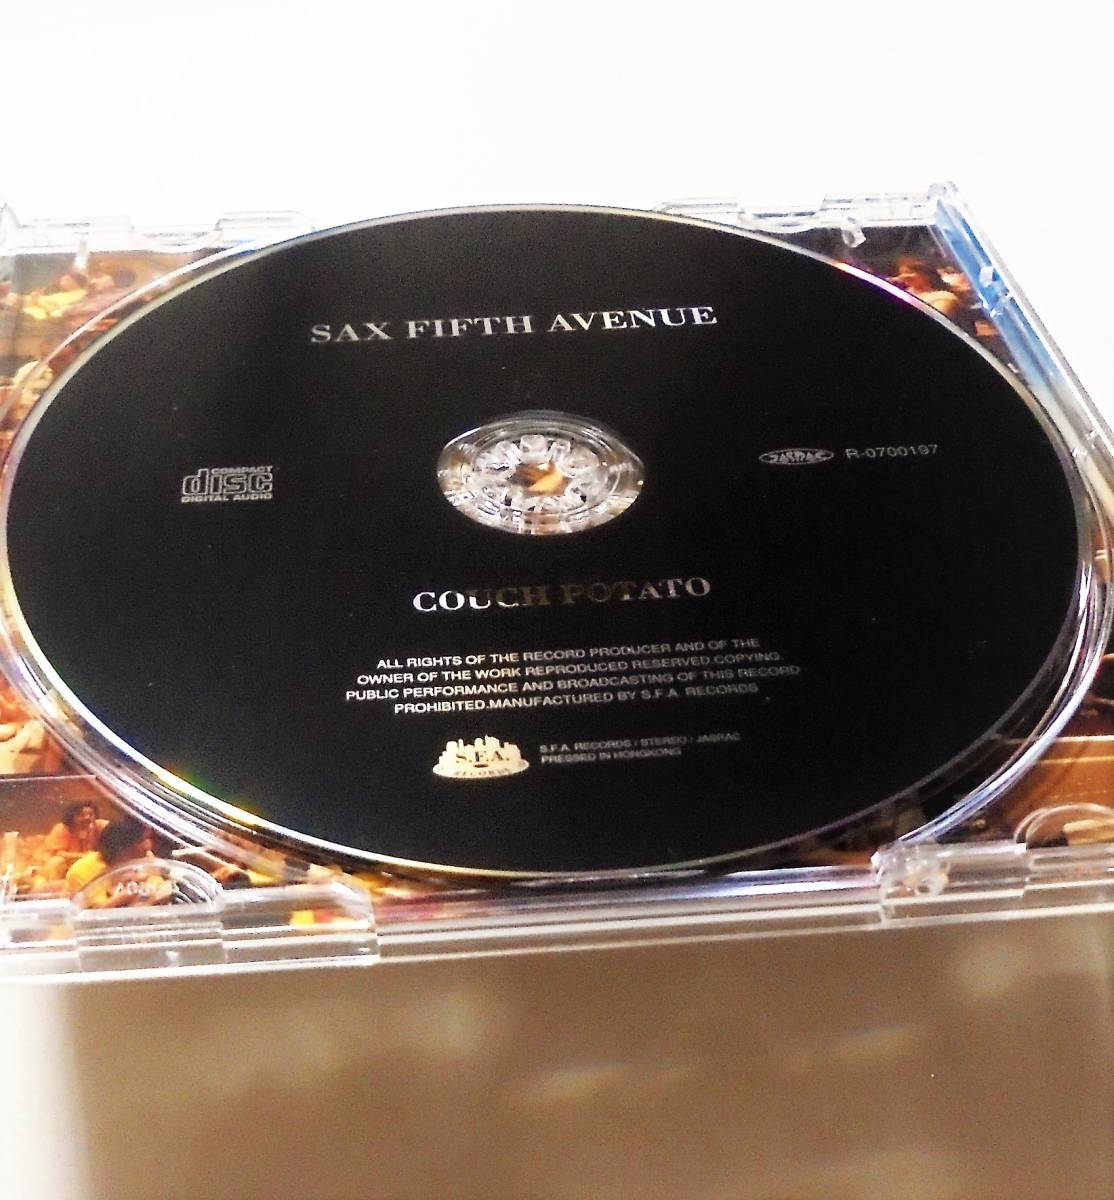 SAX FIFTH AVENUE
COMPACT
disc
DIGITAL AUDIO
JASRAC R-0700197
COUCH POTATO
ALL RIGHTS OF THE RECORD PRODUCER AND OF THE
OWNER OF THE WORK REPRODUCED RESERVED.COPYING.
PUBLIC PERFORMANCE AND BROADCASTING OF THIS RECORD
PROHIBITED.MANUFACTURED BY S.F.A. RECORDS
S.F.A.
RECORDS
S.F.A. RECORDS / STEREO / JASRAC
PRESSED IN HONGKONG